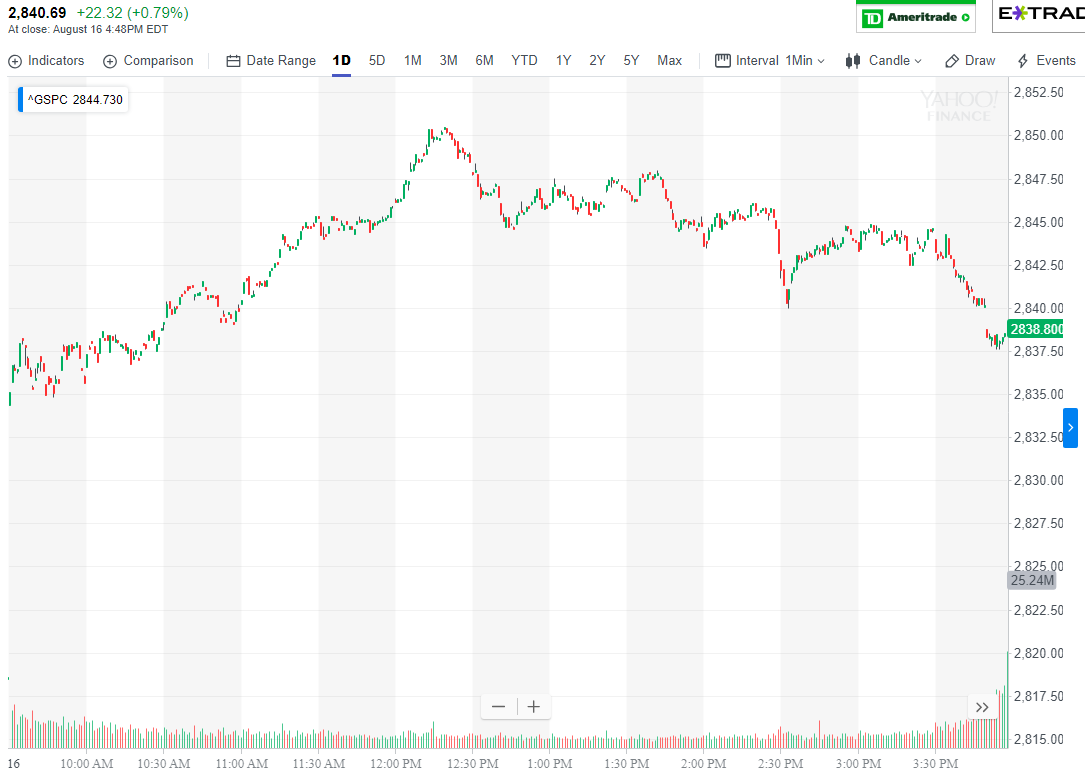 2,840.69 +22.32 (+0.79%)
At close: August 16 4:48PM EDT
TD Ameritrade
E*TRAD
Indicators Comparison Date Range 1D 5D 1M 3M 6M YTD 1Y 2Y 5Y Max Interval 1Min Candle Draw Events
^GSPC 2844.730
YAHOO!
FINANCE
2,852.50
2,850.00
2,847.50
2,845.00
2,842.50
2,840.00
2838.800
2,837.50
2,835.00
2,832.50
2,830.00
2,827.50
2,825.00
25.24M
2,822.50
2,820.00
2,817.50
2,815.00
16 10:00 AM 10:30 AM 11:00 AM 11:30 AM 12:00 PM 12:30 PM 1:00 PM 1:30 PM 2:00 PM 2:30 PM 3:00 PM 3:30 PM